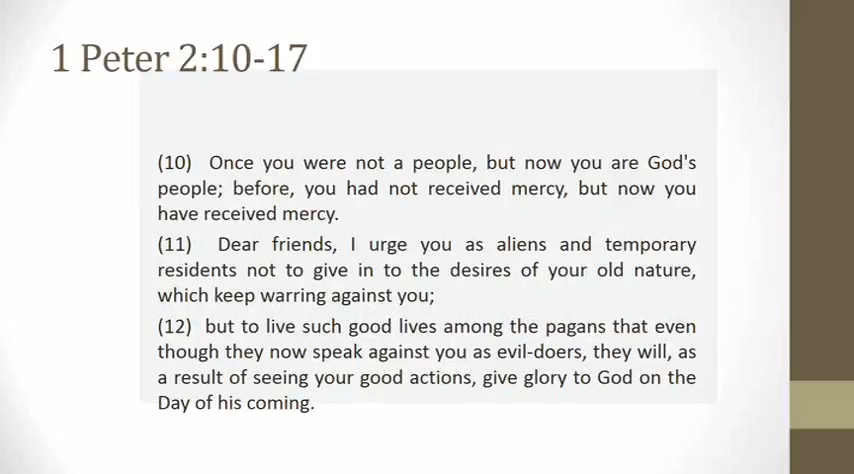 1 Peter 2:10-17
(10) Once you were not a people, but now you are God's
people; before, you had not received mercy, but now you
have received mercy.
(11) Dear friends, I urge you as aliens and temporary
residents not to give in to the desires of your old nature,
which keep warring against you;
(12) but to live such good lives among the pagans that even
though they now speak against you as evil-doers, they will, as
a result of seeing your good actions, give glory to God on the
Day of his coming.